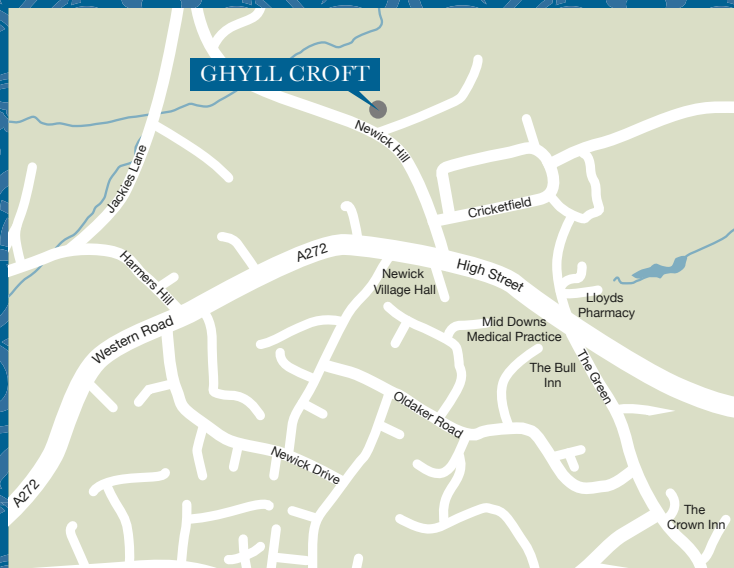 GHYLL CROFT
Newick Hill
Jackies Lane
Cricketfield
A272
High Street
Harmers Hill
Newick
Village Hall
Lloyds
Pharmacy
Western Road
Mid Downs
Medical Practice
The Bull
Inn
The Green
Oldaker Road
Newick Drive
A272
The
Crown Inn